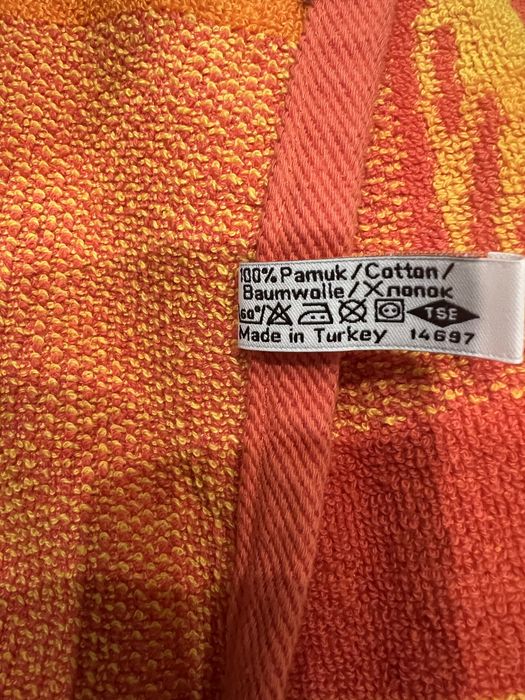 100% Pamuk/Cotton/
Baumwolle/Хлопок
60°/
TSE
Made in Turkey 14697